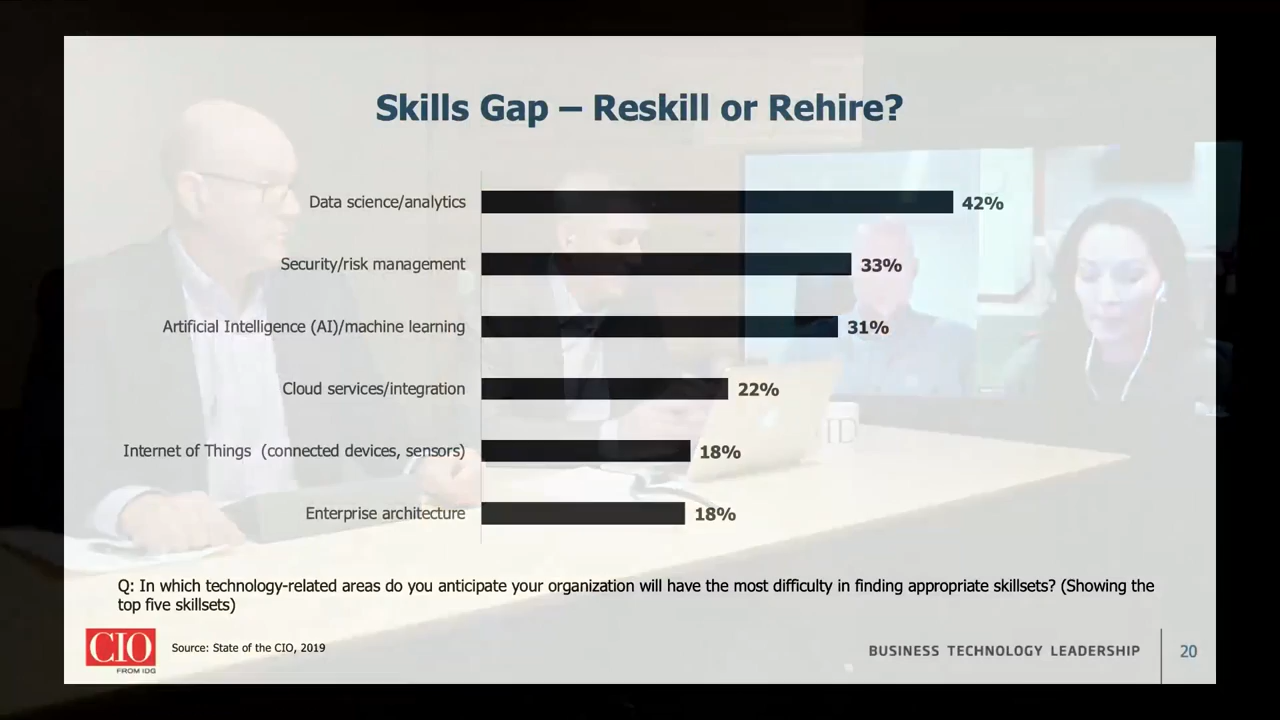 Skills Gap – Reskill or Rehire?
Data science/analytics 42%
Security/risk management 33%
Artificial Intelligence (AI)/machine learning 31%
Cloud services/integration 22%
Internet of Things (connected devices, sensors) 18%
Enterprise architecture 18%
Q: In which technology-related areas do you anticipate your organization will have the most difficulty in finding appropriate skillsets? (Showing the
top five skillsets)
CIO
FROM IDG
Source: State of the CIO, 2019
BUSINESS TECHNOLOGY LEADERSHIP 20